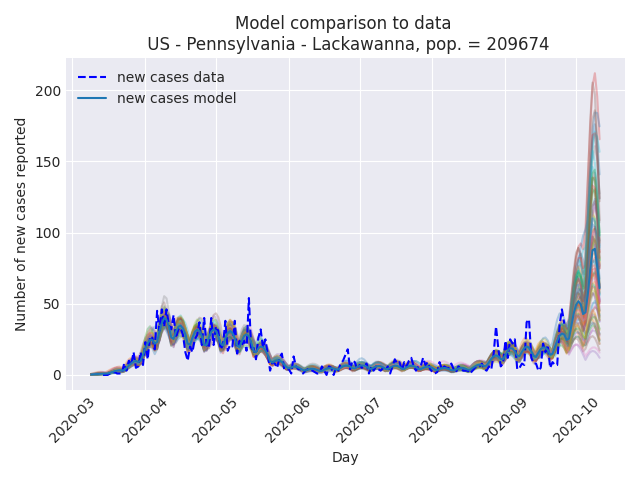 Model comparison to data
US - Pennsylvania - Lackawanna, pop. = 209674
new cases data
new cases model
Number of new cases reported
200
150
100
50
0
2020-03
2020-04
2020-05
2020-06
2020-07
2020-08
2020-09
2020-10
Day